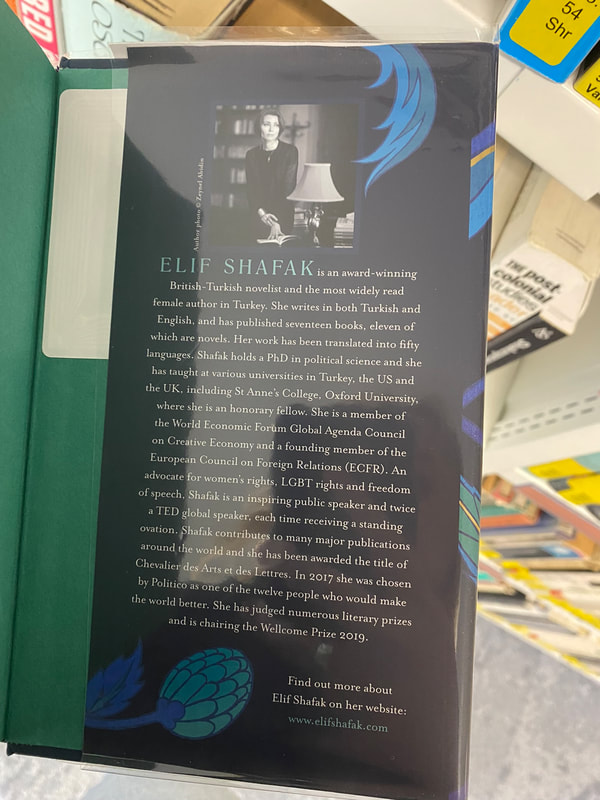 54
Shr
Author photo © Zeynel Abidin
ELIF SHAFAK is an award-winning
British-Turkish novelist and the most widely read
female author in Turkey. She writes in both Turkish and
English, and has published seventeen books, eleven of
which are novels. Her work has been translated into fifty
languages. Shafak holds a PhD in political science and she
has taught at various universities in Turkey, the US and
the UK, including St Anne's College, Oxford University,
where she is an honorary fellow. She is a member of
the World Economic Forum Global Agenda Council
on Creative Economy and a founding member of the
European Council on Foreign Relations (ECFR). An
advocate for women's rights, LGBT rights and freedom
of speech, Shafak is an inspiring public speaker and twice
a TED global speaker, each time receiving a standing
ovation. Shafak contributes to many major publications
around the world and she has been awarded the title of
Chevalier des Arts et des Lettres. In 2017 she was chosen
by Politico as one of the twelve people who would make
the world better. She has judged numerous literary prizes
and is chairing the Wellcome Prize 2019.
Find out more about
Elif Shafak on her website:
www.elifshafak.com
THE post
colonial
studies